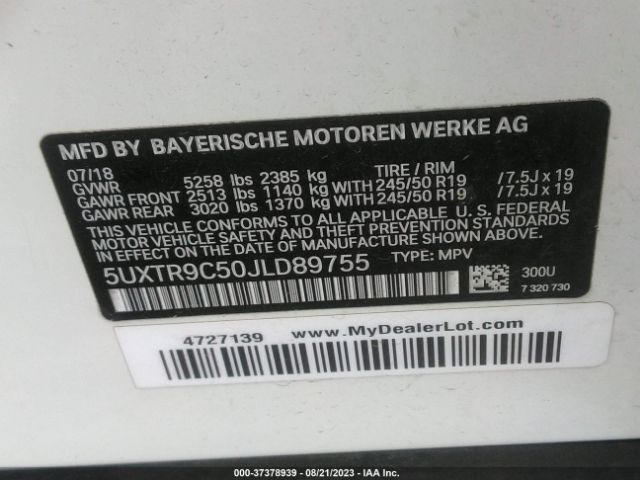 MFD BY BAYERISCHE MOTOREN WERKE AG
07/18 TIRE / RIM
GVWR 5258 lbs 2385 kg
GAWR FRONT 2513 lbs 1140 kg WITH 245/50 R19 / 7.5J x 19
GAWR REAR 3020 lbs 1370 kg WITH 245/50 R19 / 7.5J x 19
THIS VEHICLE CONFORMS TO ALL APPLICABLE U. S. FEDERAL
MOTOR VEHICLE SAFETY AND THEFT PREVENTION STANDARDS
IN EFFECT ON THE DATE OF MANUFACTURE SHOWN ABOVE.
5UXTR9C50JLD89755 TYPE: MPV
300U
7 320 730
4727139 www.MyDealerLot.com
000-37378939 - 08/21/2023 - IAA Inc.